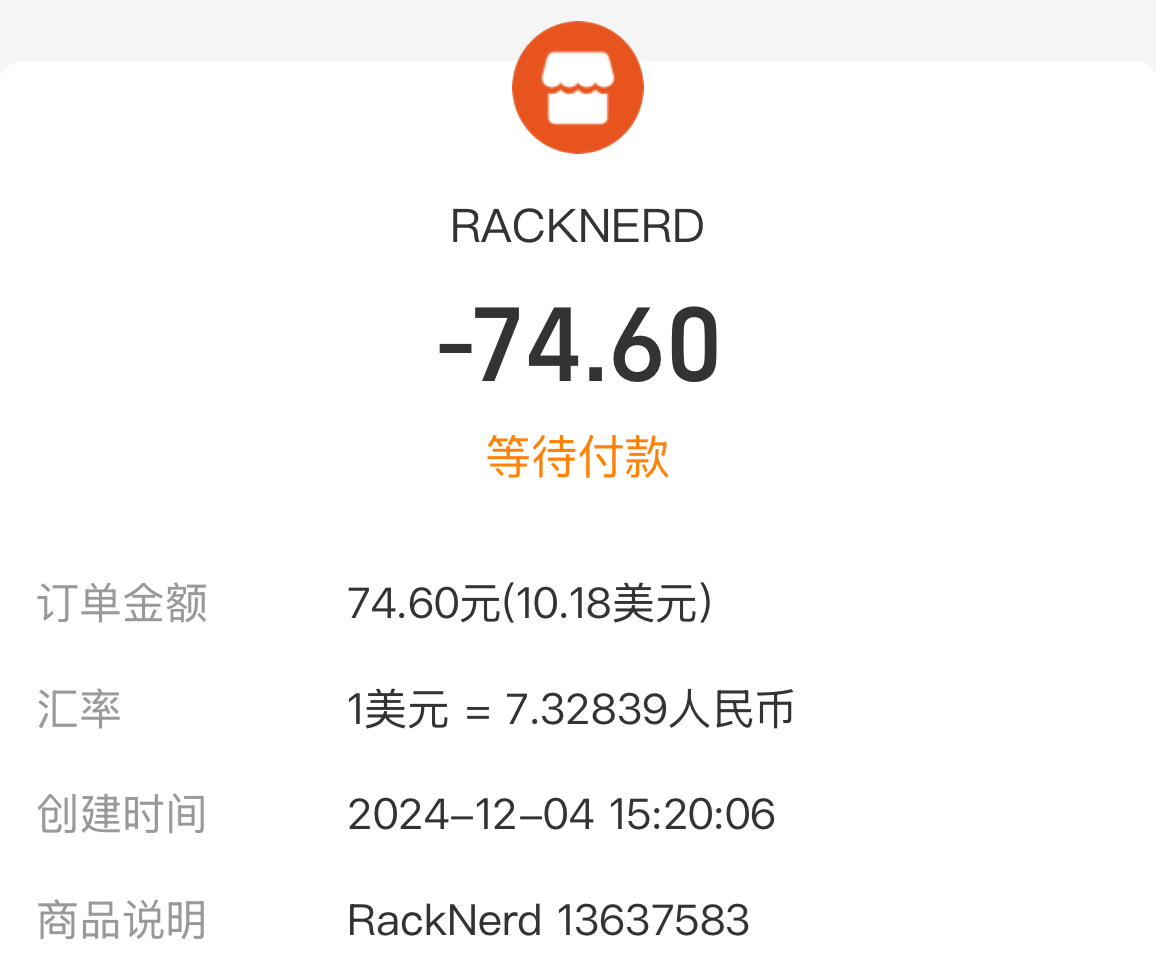 RACKNERD
-74.60
等待付款
订单金额 74.60元(10.18美元)
汇率 1美元 = 7.32839人民币
创建时间 2024-12-04 15:20:06
商品说明 RackNerd 13637583